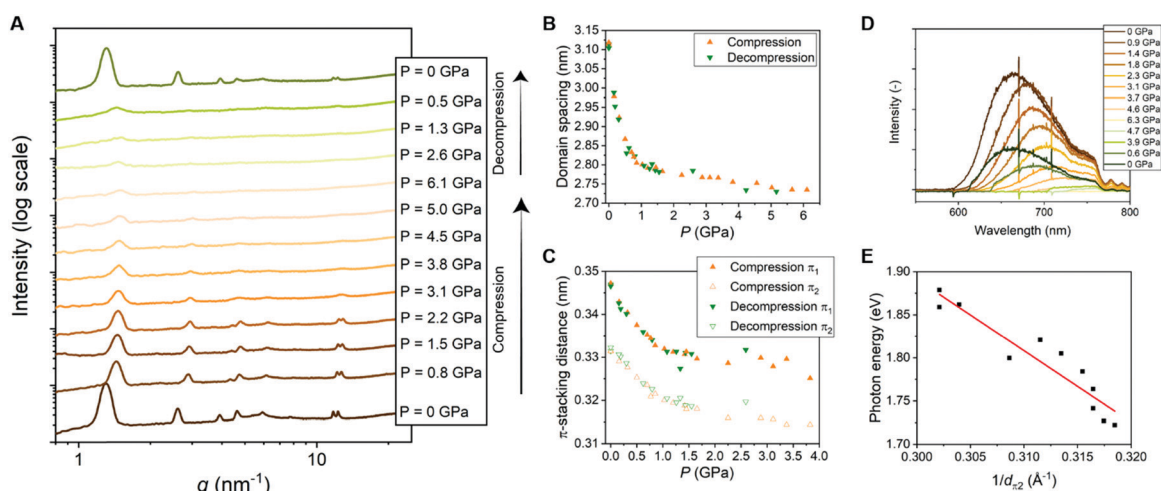 A
Intensity (log scale)
P = 0 GPa
P = 0.5 GPa
P = 1.3 GPa
P = 2.6 GPa
P = 6.1 GPa
P = 5.0 GPa
P = 4.5 GPa
P = 3.8 GPa
P = 3.1 GPa
P = 2.2 GPa
P = 1.5 GPa
P = 0.8 GPa
P = 0 GPa
Decompression
Compression
1
10
q (nm⁻¹)
B
Domain spacing (nm)
3.15
3.10
3.05
3.00
2.95
2.90
2.85
2.80
2.75
2.70
Compression
Decompression
0 1 2 3 4 5 6
P (GPa)
C
π-stacking distance (nm)
0.35
0.34
0.33
0.32
0.31
Compression π₁
Compression π₂
Decompression π₁
Decompression π₂
0.0 0.5 1.0 1.5 2.0 2.5 3.0 3.5 4.0
P (GPa)
D
Intensity (-)
0 GPa
0.9 GPa
1.4 GPa
1.8 GPa
2.3 GPa
3.1 GPa
3.7 GPa
4.6 GPa
6.3 GPa
4.7 GPa
3.9 GPa
0.6 GPa
0 GPa
600 700 800
Wavelength (nm)
E
Photon energy (eV)
1.90
1.85
1.80
1.75
1.70
0.300 0.305 0.310 0.315 0.320
1/dπ2 (Å⁻¹)